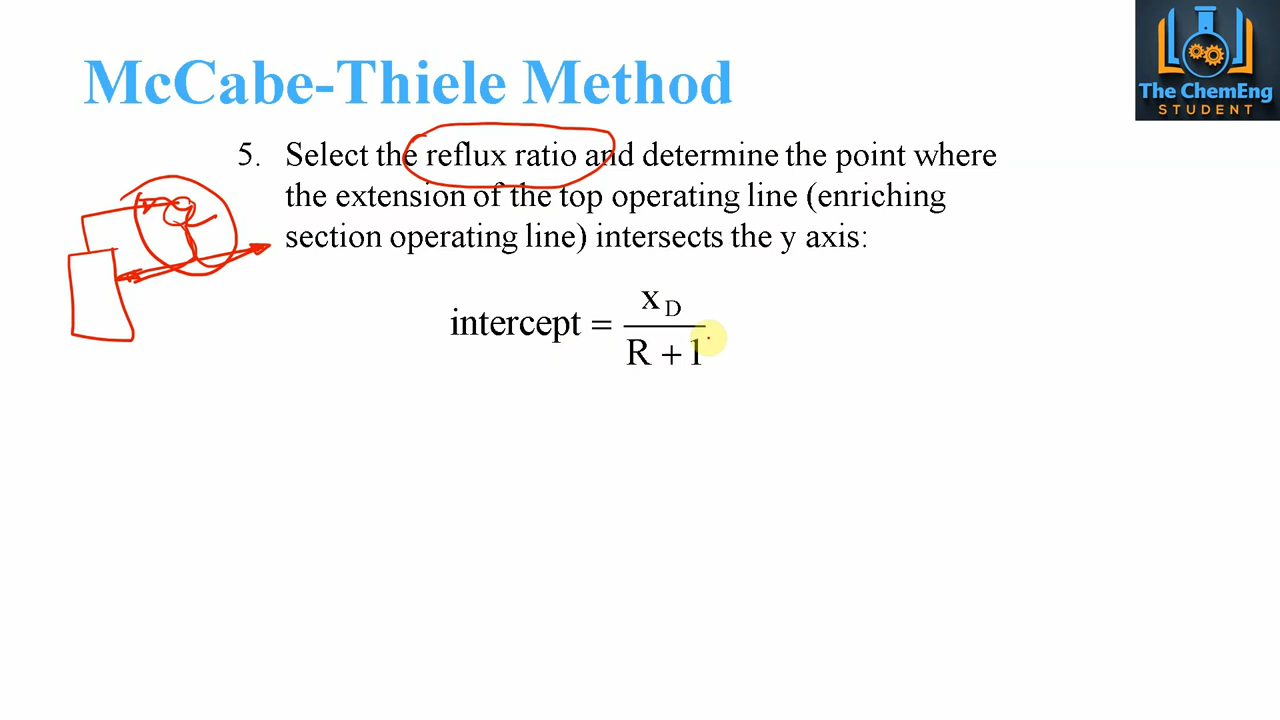 McCabe-Thiele Method
The ChemEng
STUDENT
5. Select the reflux ratio and determine the point where
the extension of the top operating line (enriching
section operating line) intersects the y axis:
intercept = x_D / (R + 1)